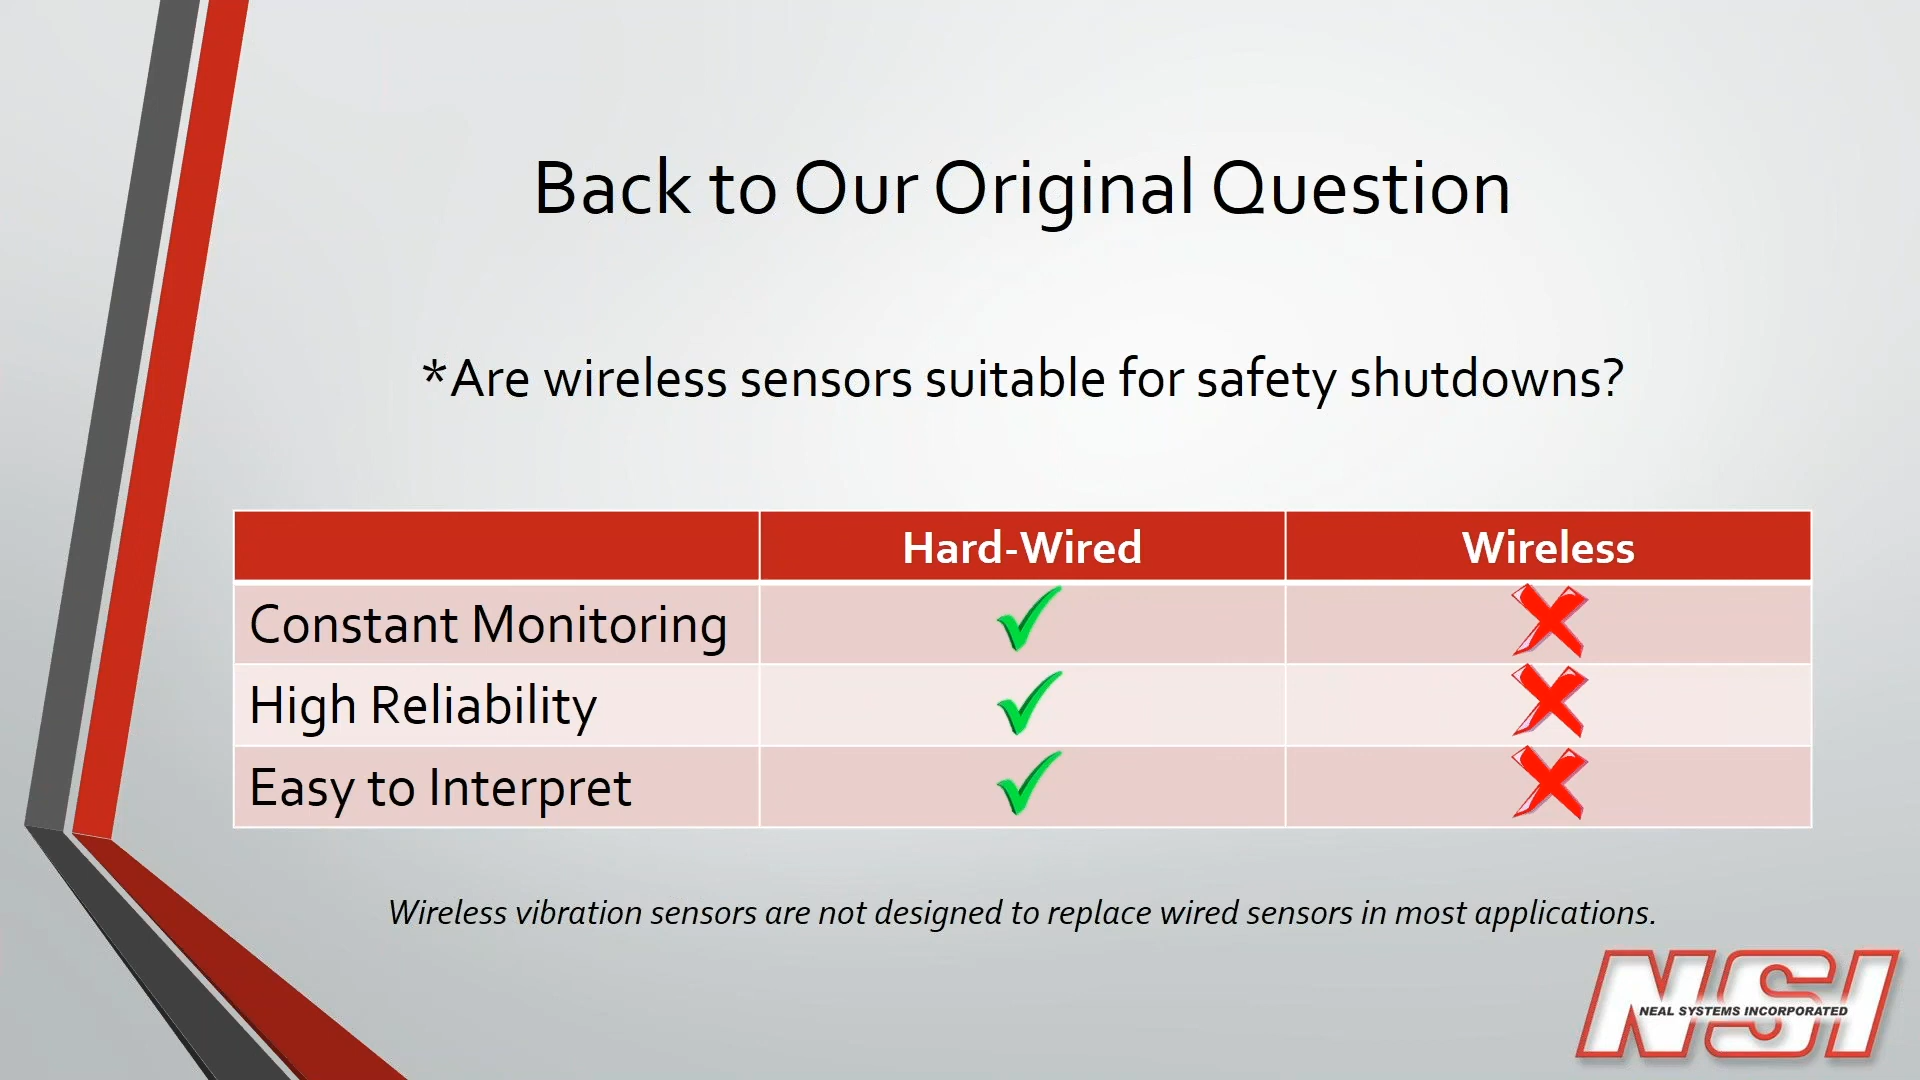 Back to Our Original Question
*Are wireless sensors suitable for safety shutdowns?
Hard-Wired Wireless
Constant Monitoring
High Reliability
Easy to Interpret
Wireless vibration sensors are not designed to replace wired sensors in most applications.
NSI
NEAL SYSTEMS INCORPORATED